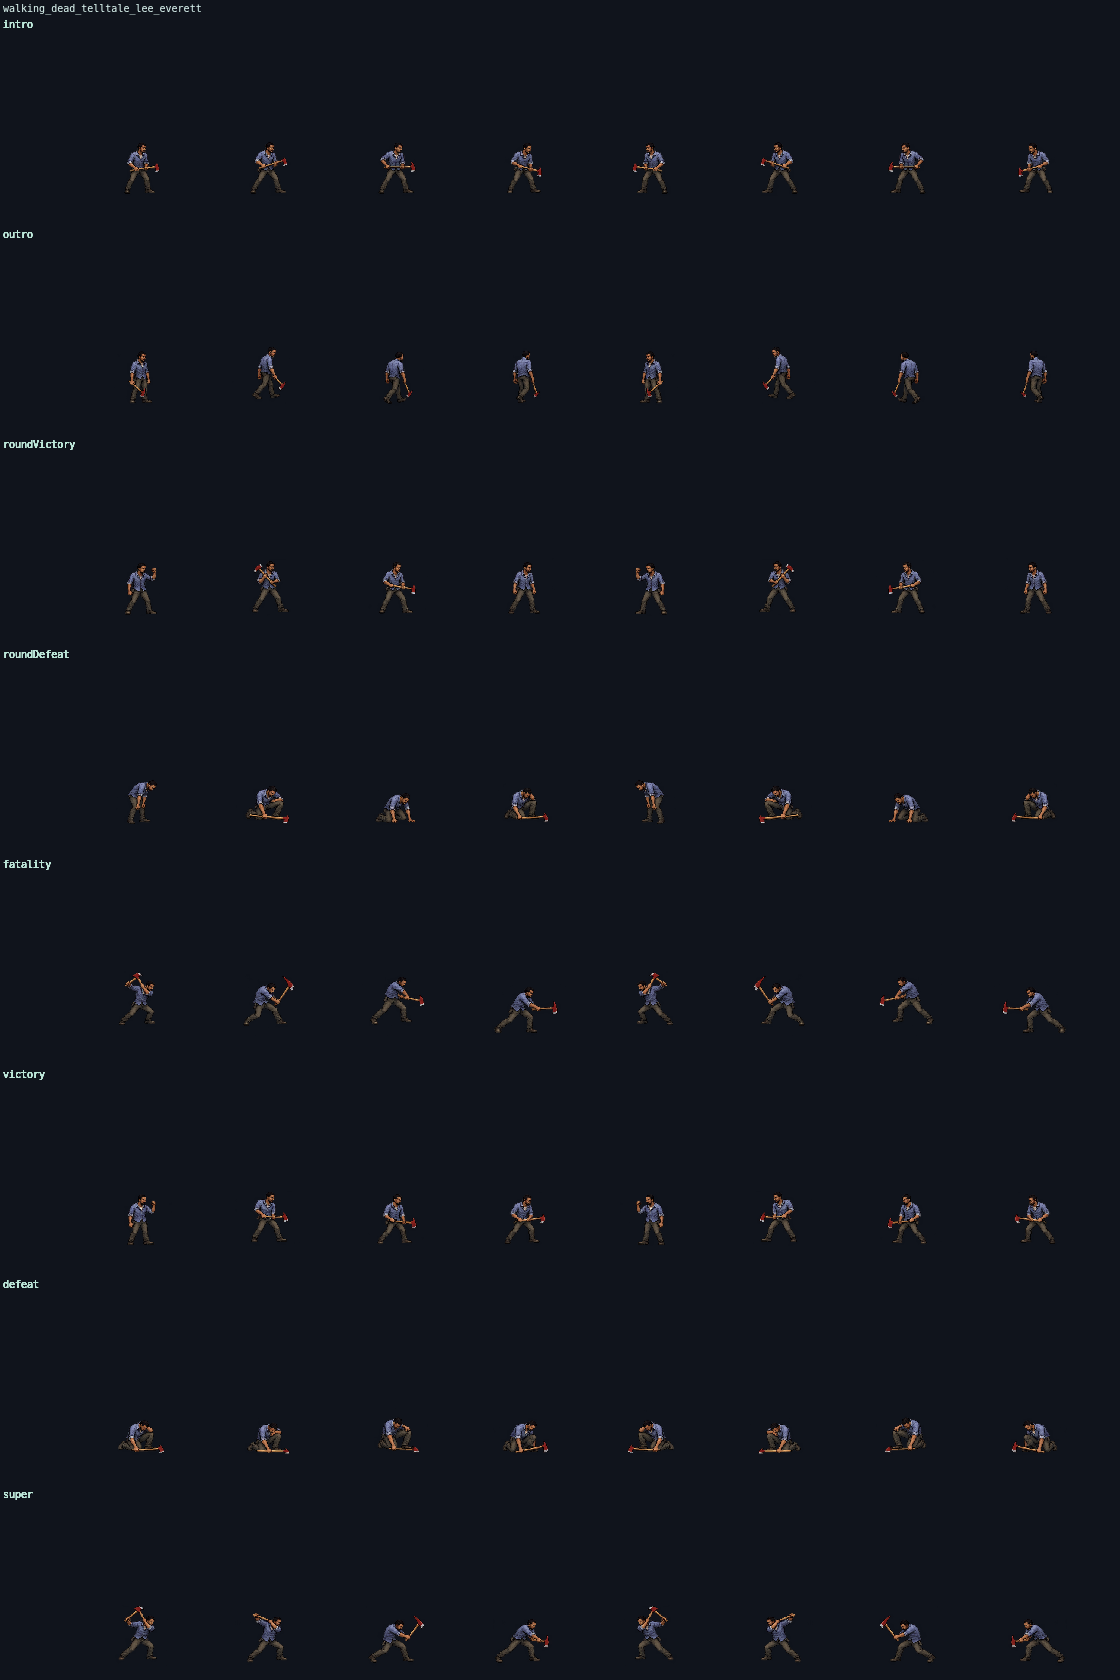 walking_dead_telltale_lee_everett
intro
outro
roundVictory
roundDefeat
fatality
victory
defeat
super